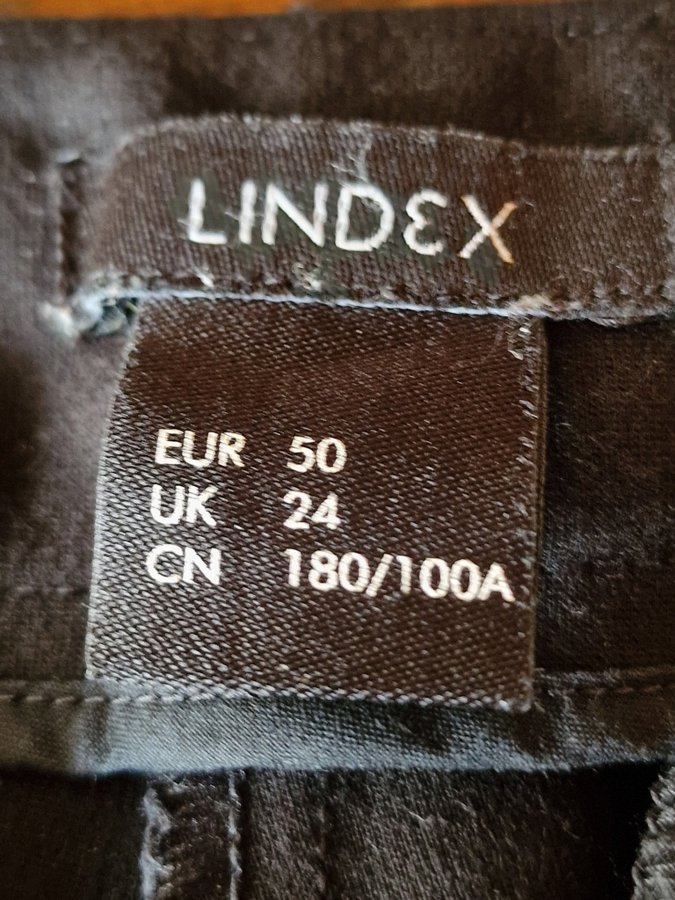 LINDEX
EUR 50
UK 24
CN 180/100A